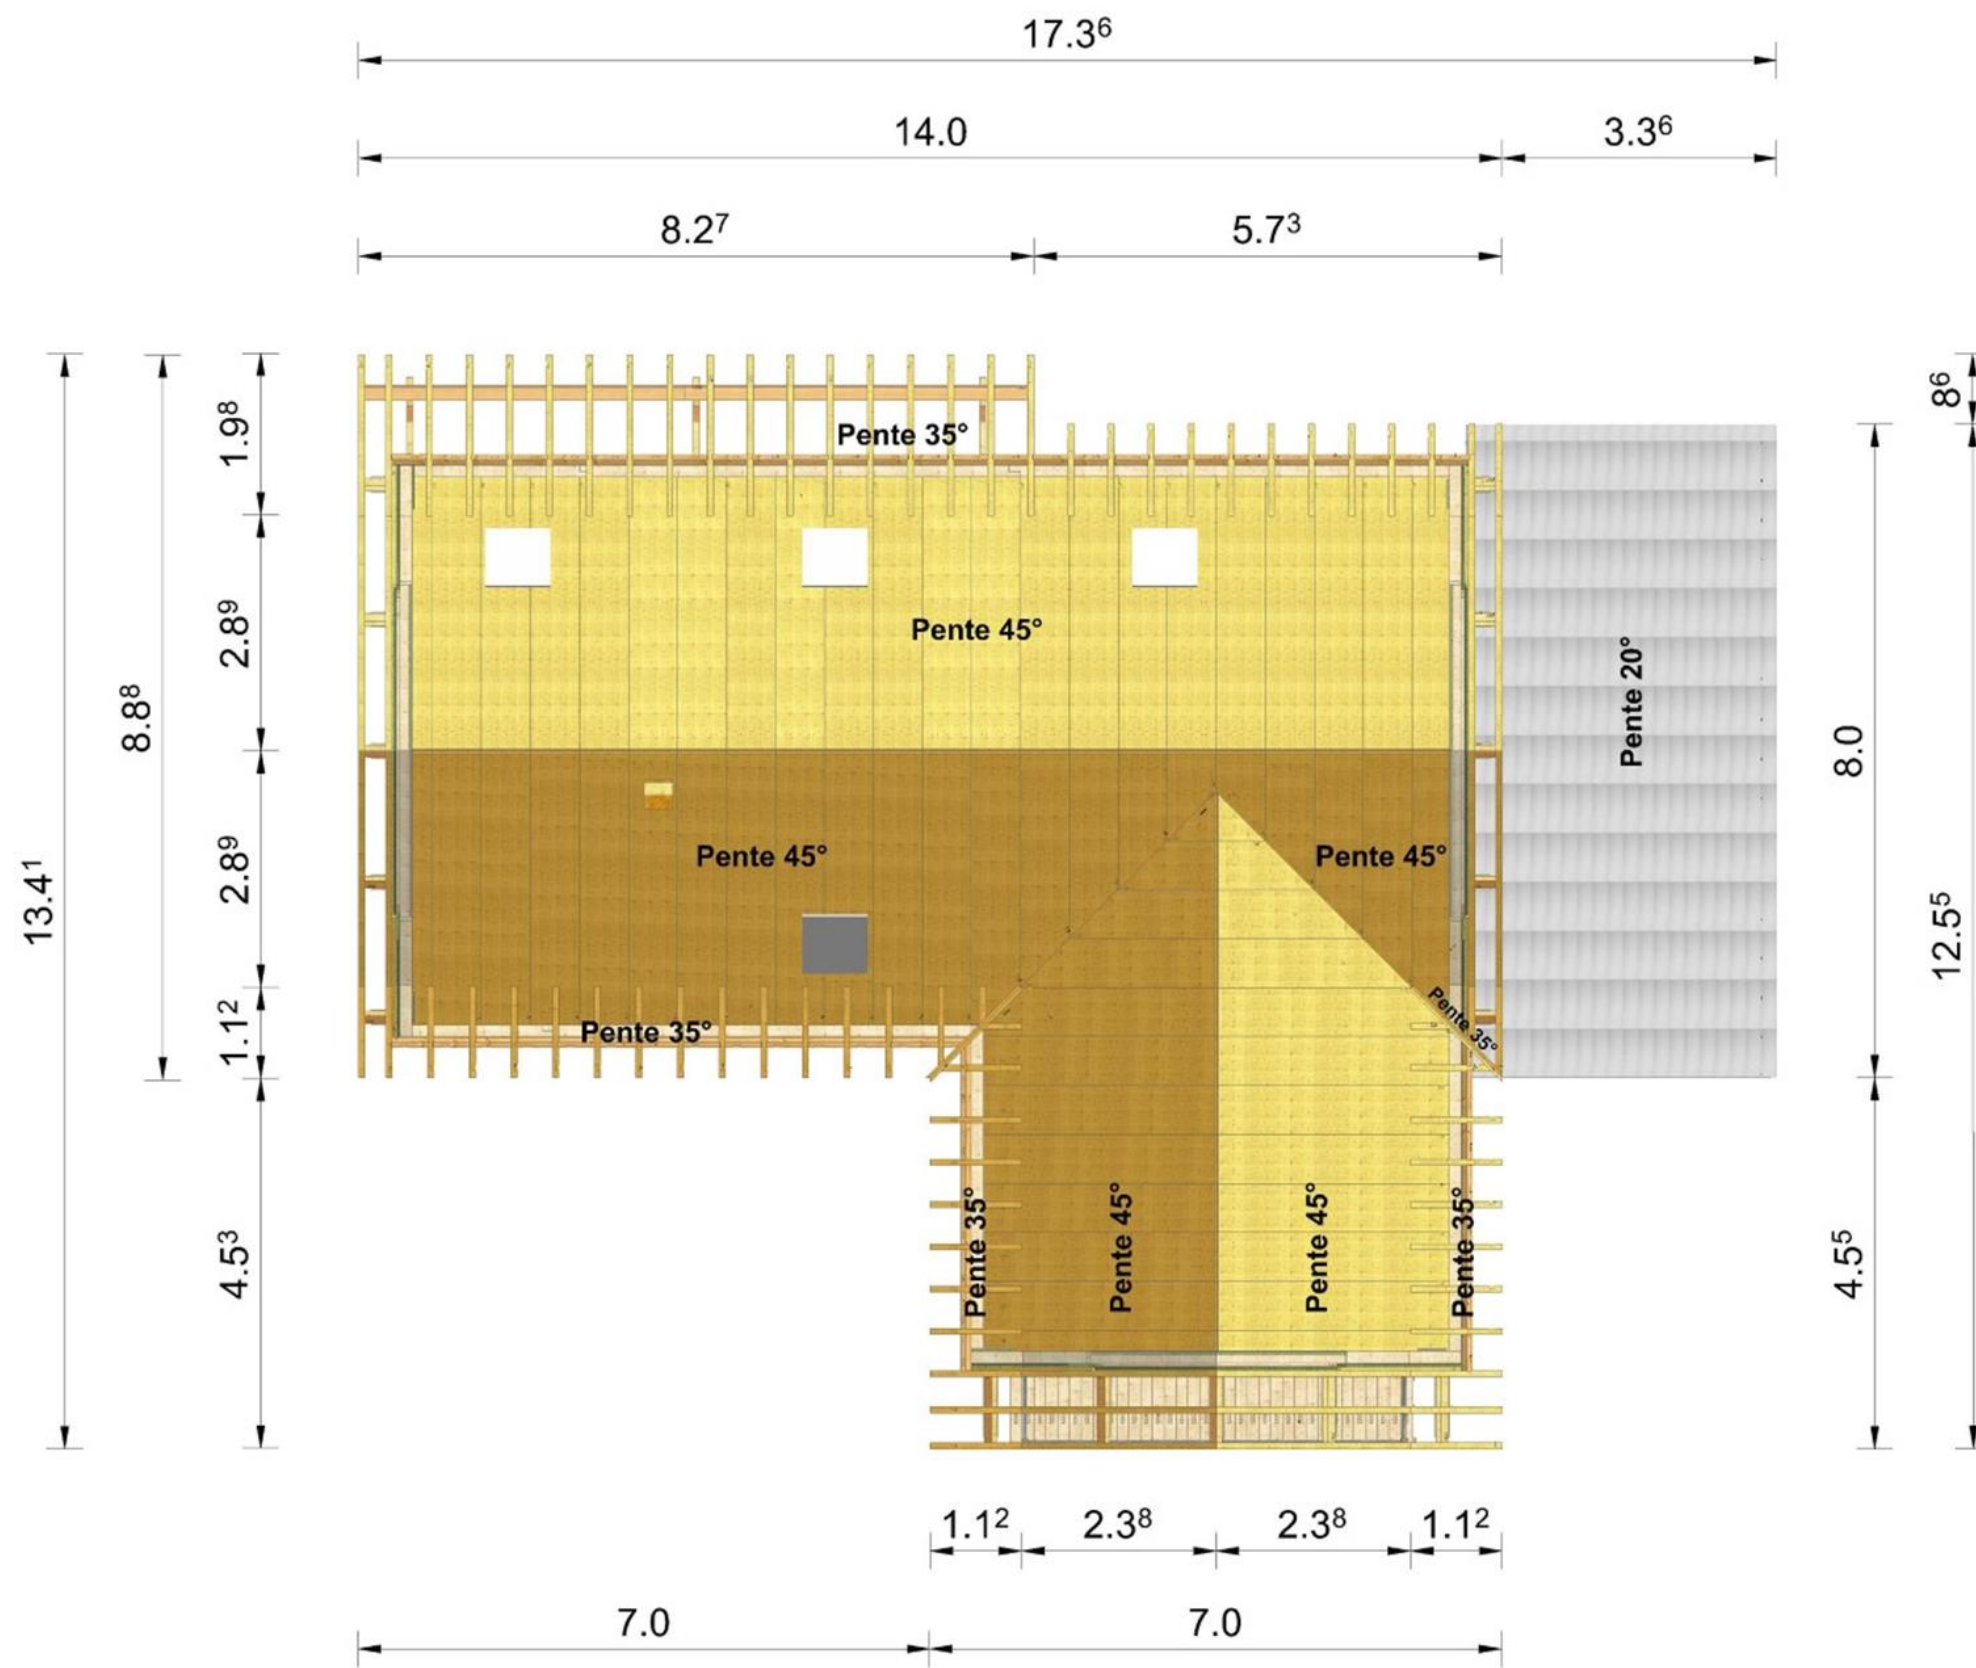 17.3⁶
14.0
3.3⁶
8.2⁷
5.7³
13.4¹
8.8⁸
1.9⁸
2.8⁹
2.8⁹
1.1²
4.5³
Pente 35°
Pente 45°
Pente 45°
Pente 45°
Pente 35°
Pente 35°
Pente 20°
Pente 35°
Pente 45°
Pente 45°
Pente 35°
8⁶
8.0
12.5⁵
4.5⁵
1.1²
2.3⁸
2.3⁸
1.1²
7.0
7.0